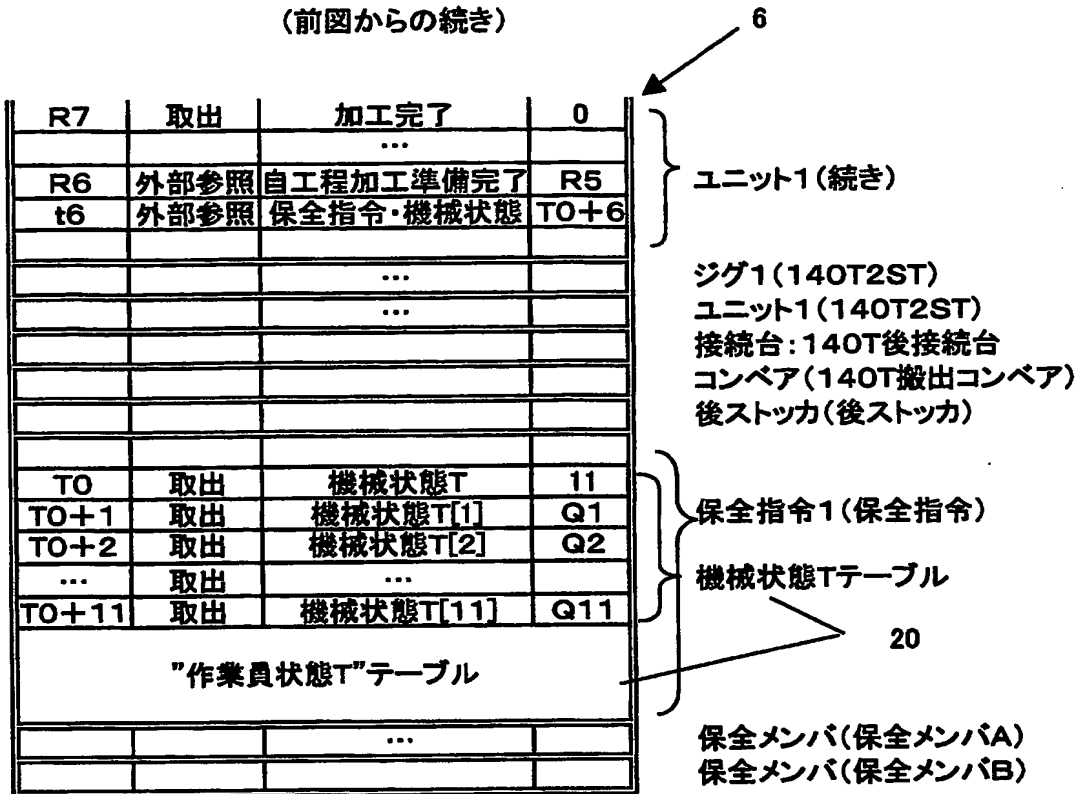 (前図からの続き)
6
R7 取出 加工完了 0
…
R6 外部参照 自工程加工準備完了 R5
t6 外部参照 保全指令・機械状態 T0+6
ユニット1(続き)
…
…
ジグ1(140T2ST)
ユニット1(140T2ST)
接続台:140T後接続台
コンベア(140T搬出コンベア)
後ストッカ(後ストッカ)
T0 取出 機械状態T 11
T0+1 取出 機械状態T[1] Q1
T0+2 取出 機械状態T[2] Q2
… 取出 …
T0+11 取出 機械状態T[11] Q11
保全指令1(保全指令)
機械状態Tテーブル
20
"作業員状態T"テーブル
…
保全メンバ(保全メンバA)
保全メンバ(保全メンバB)